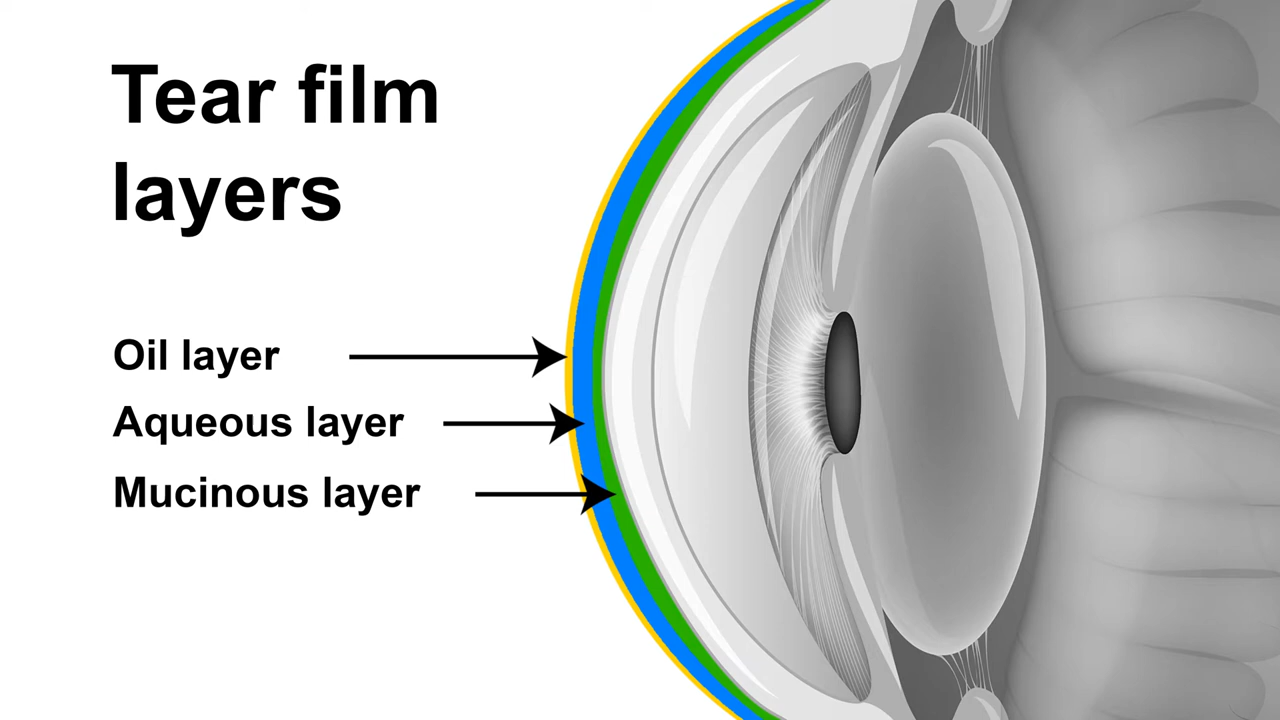 Tear film
layers
Oil layer
Aqueous layer
Mucinous layer